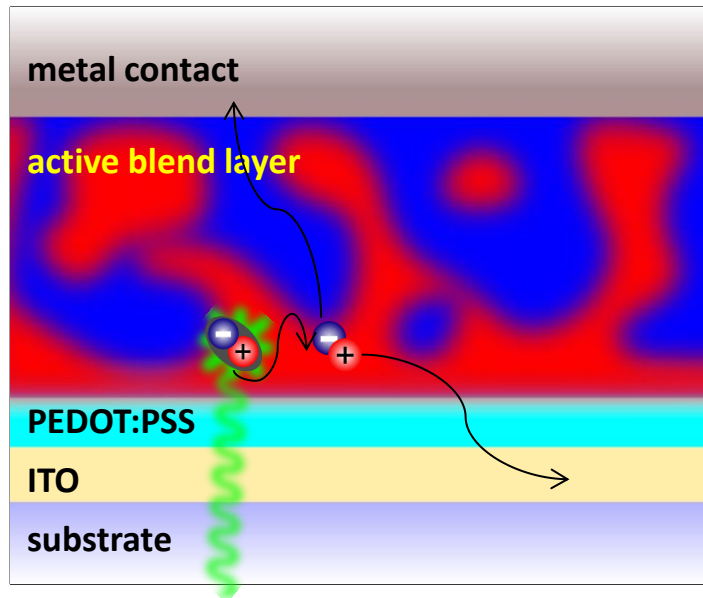 metal contact
active blend layer
− +
− +
PEDOT:PSS
ITO
substrate